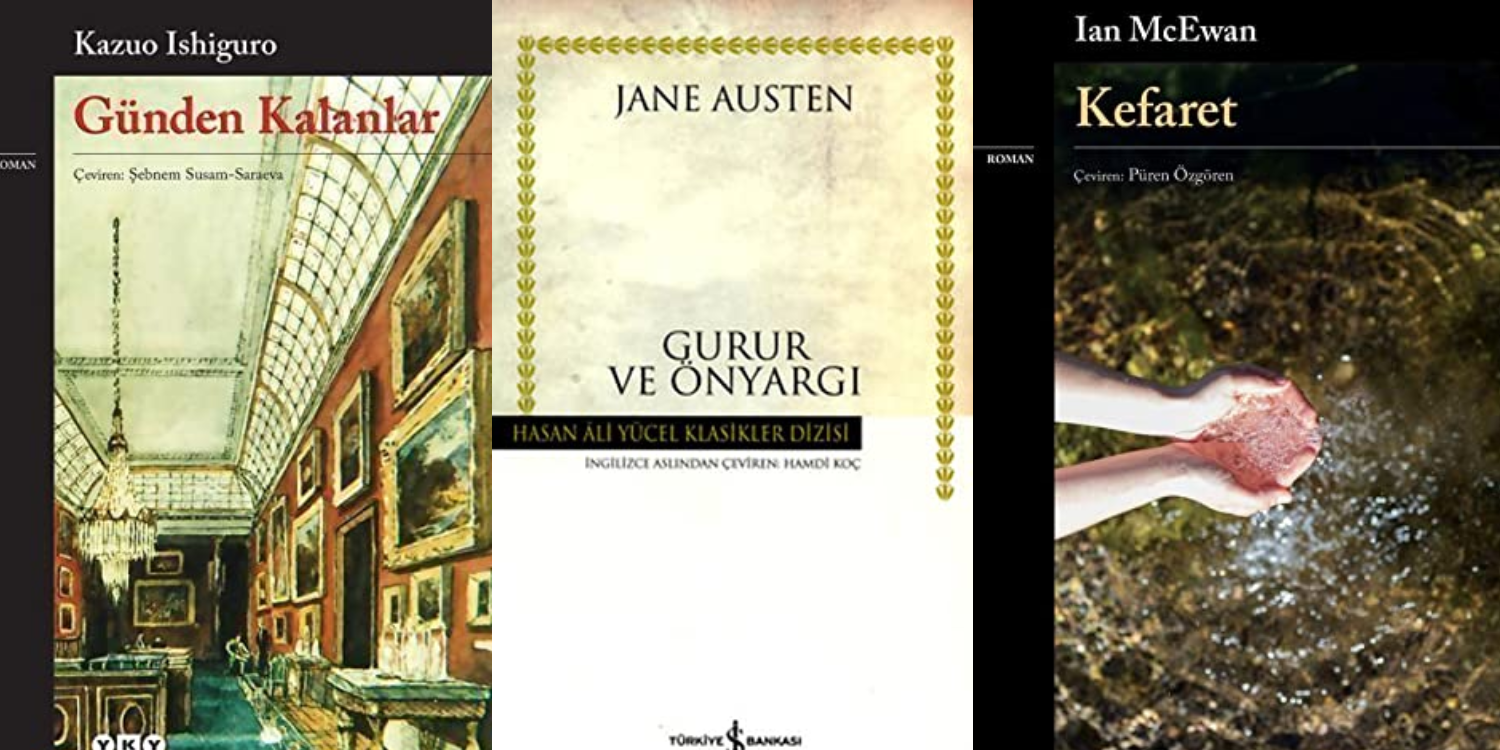 Kazuo Ishiguro
Günden Kalanlar
OMAN
Çeviren: Şebnem Susam-Saraeva
YKY
JANE AUSTEN
GURUR
VE ÖNYARGI
HASAN ÂLİ YÜCEL KLASİKLER DİZİSİ
İNGİLİZCE ASLINDAN ÇEVİREN: HAMDİ KOÇ
TÜRKİYE İŞ BANKASI
Ian McEwan
Kefaret
ROMAN
Çeviren: Püren Özgören